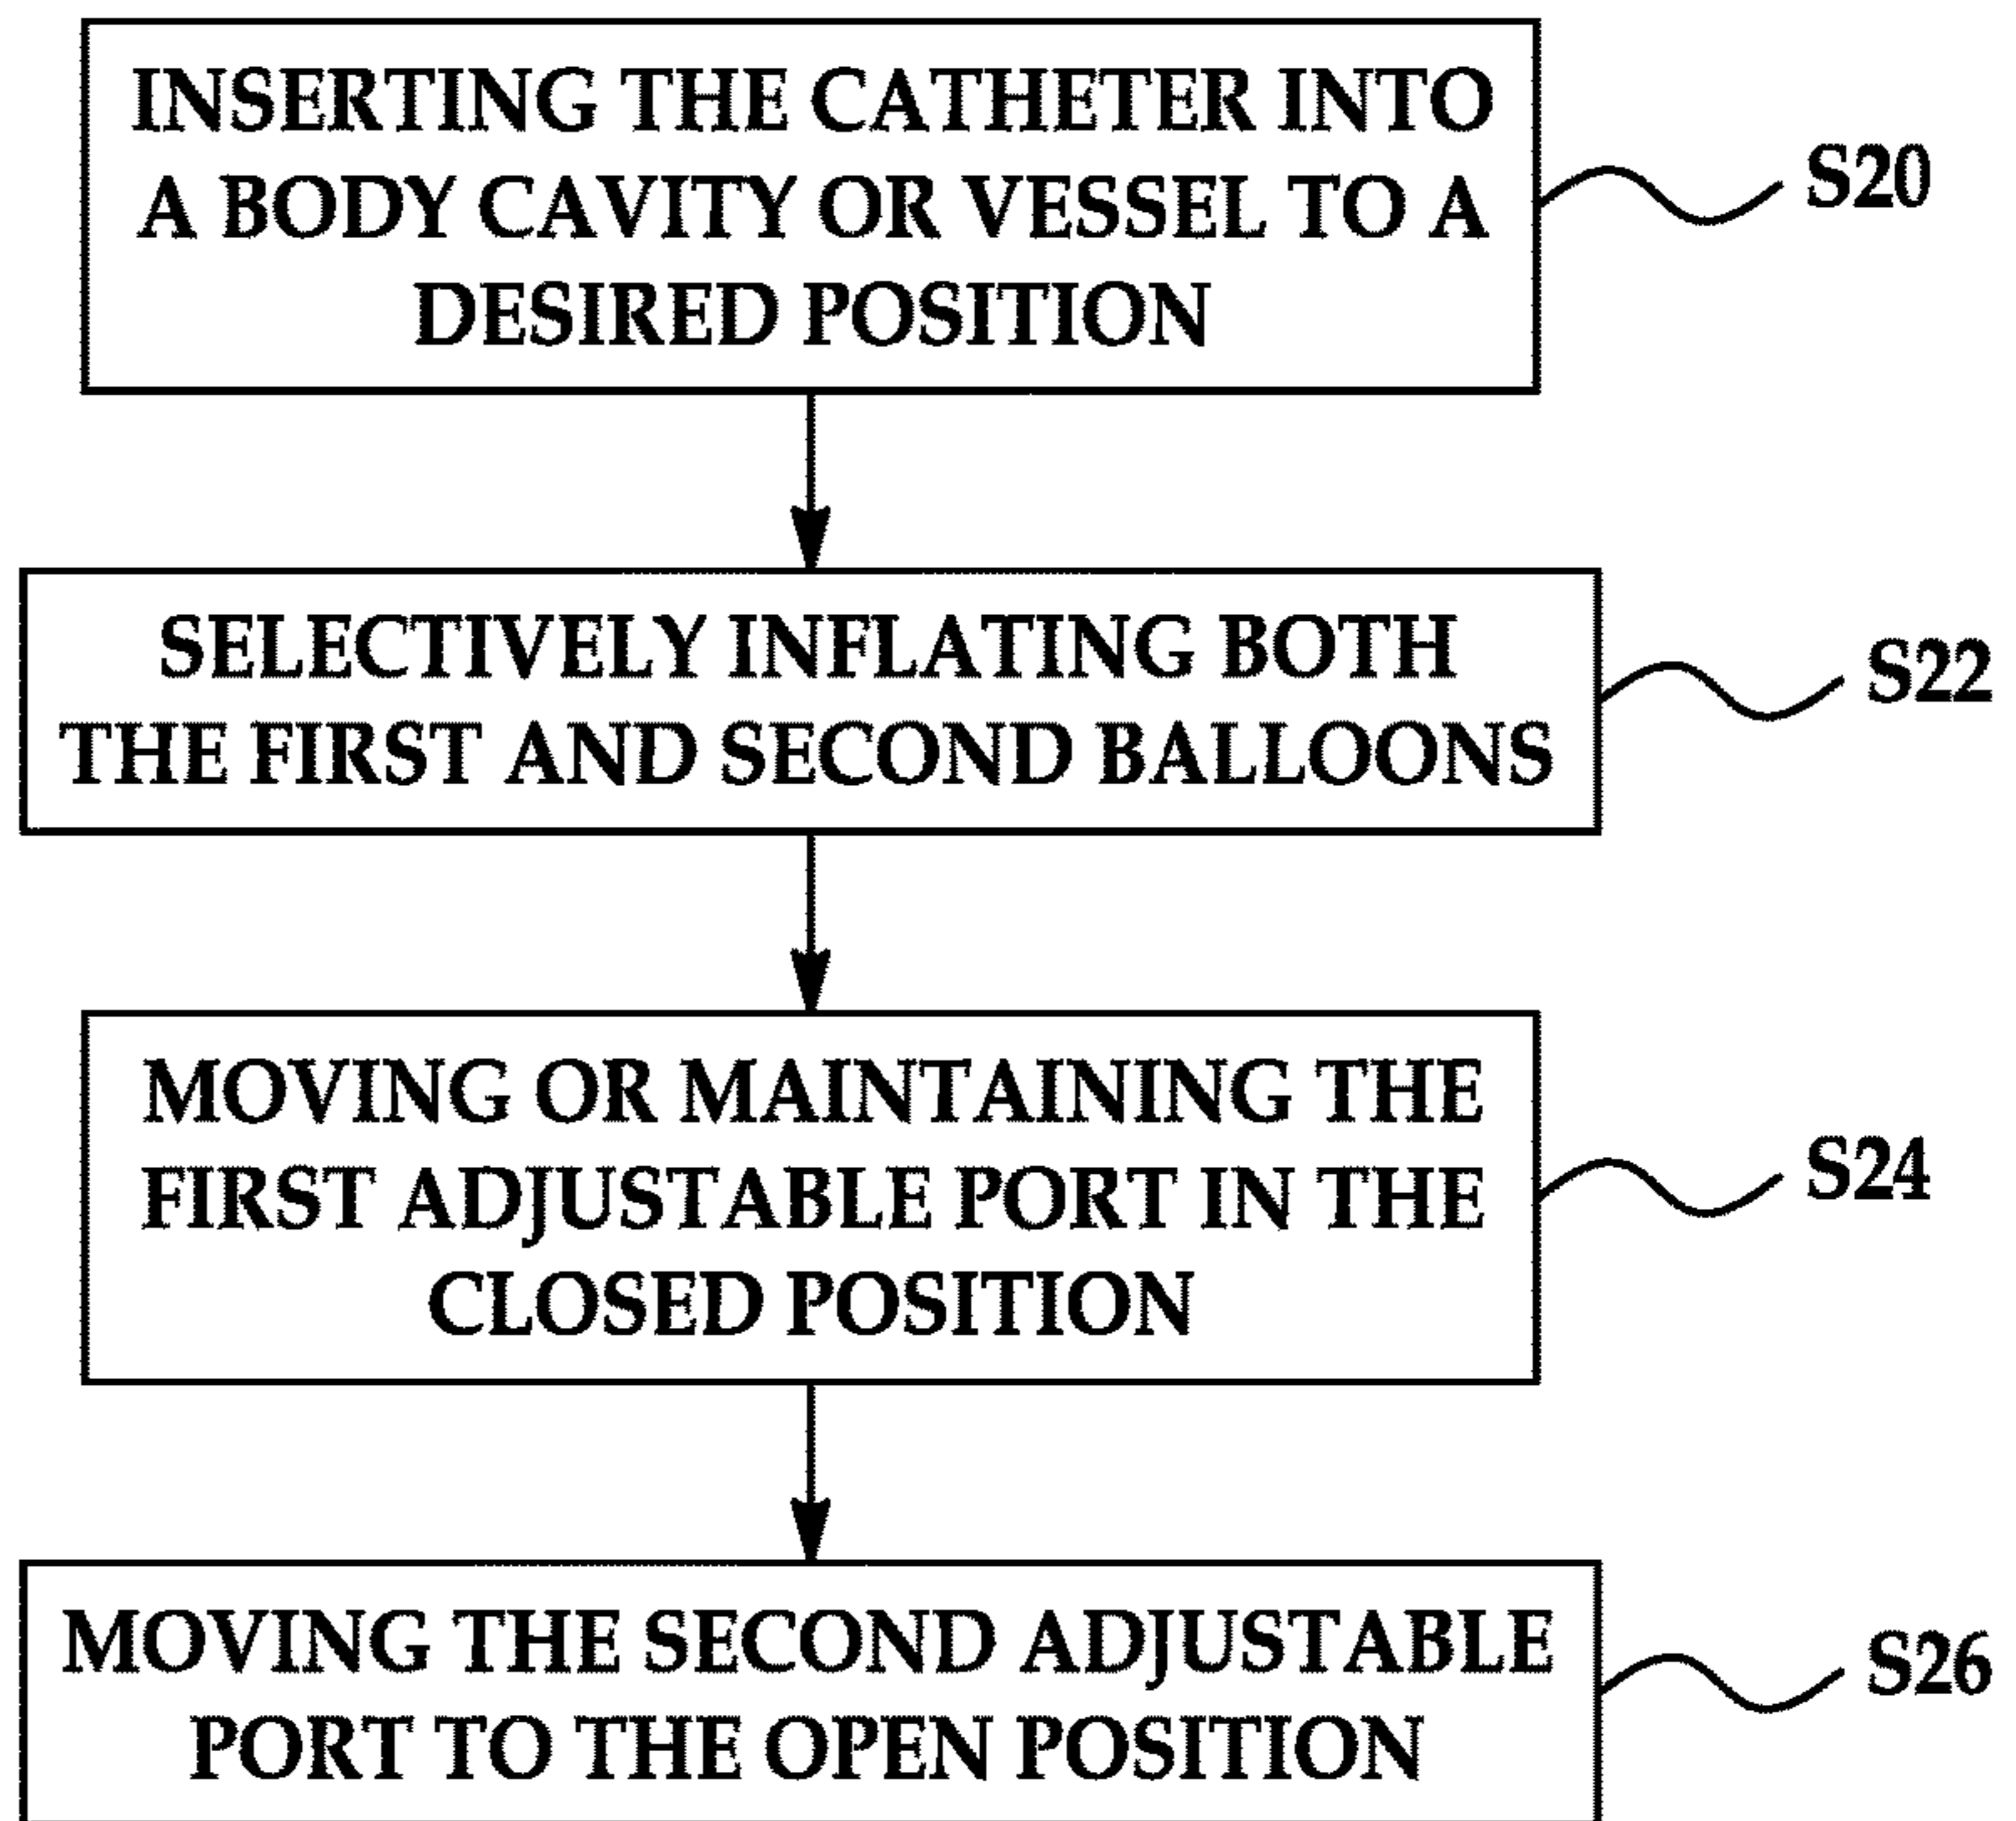 INSERTING THE CATHETER INTO
A BODY CAVITY OR VESSEL TO A
DESIRED POSITION
S20
SELECTIVELY INFLATING BOTH
THE FIRST AND SECOND BALLOONS
S22
MOVING OR MAINTAINING THE
FIRST ADJUSTABLE PORT IN THE
CLOSED POSITION
S24
MOVING THE SECOND ADJUSTABLE
PORT TO THE OPEN POSITION
S26